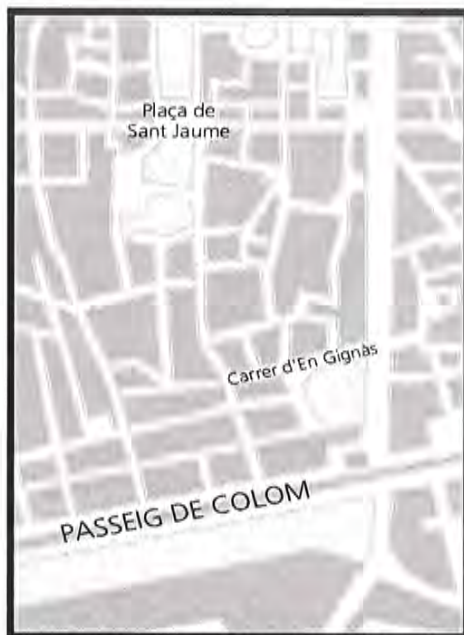 Plaça de
Sant Jaume
Carrer d'En Gignàs
PASSEIG DE COLOM